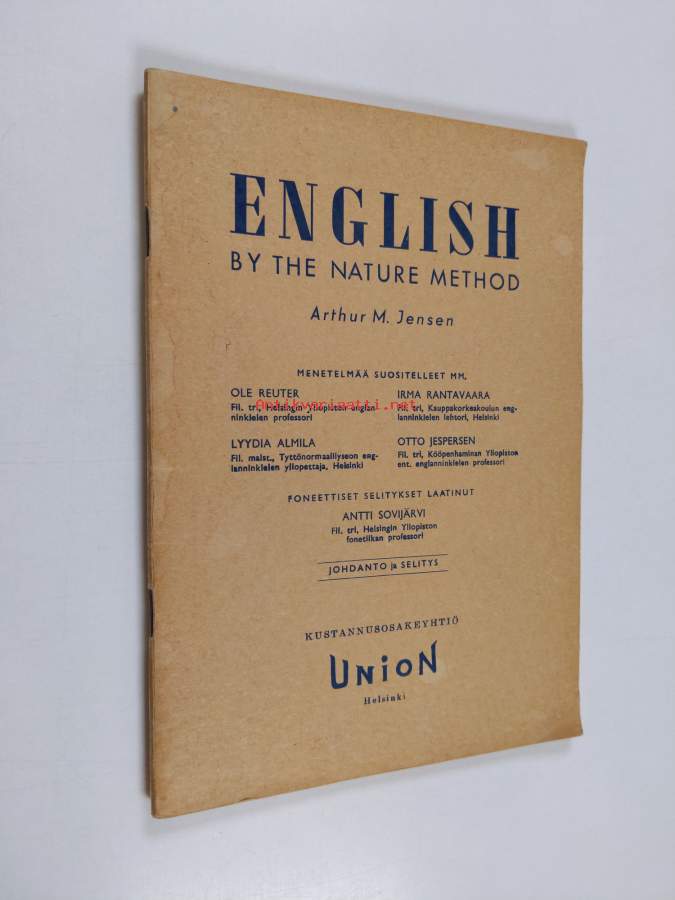 ENGLISH
BY THE NATURE METHOD
Arthur M. Jensen
MENETELMÄÄ SUOSITELLEET MM.
OLE REUTER
Fil. tri, Helsingin Yliopiston englan-
ninkielen professori
IRMA RANTAVAARA
Fil. tri, Kauppakorkeakoulun eng-
lanninkielen lehtori, Helsinki
Antikvariaatti.net
LYYDIA ALMILA
Fil. maist., Tyttönormaalilyseon eng-
lanninkielen yliopettaja, Helsinki
OTTO JESPERSEN
Fil. tri, Kööpenhaminan Yliopiston
ent. englanninkielen professori
FONEETTISET SELITYKSET LAATINUT
ANTTI SOVIJÄRVI
Fil. tri, Helsingin Yliopiston
fonetiikan professori
JOHDANTO ja SELITYS
KUSTANNUSOSAKEYHTIÖ
UNiON
Helsinki